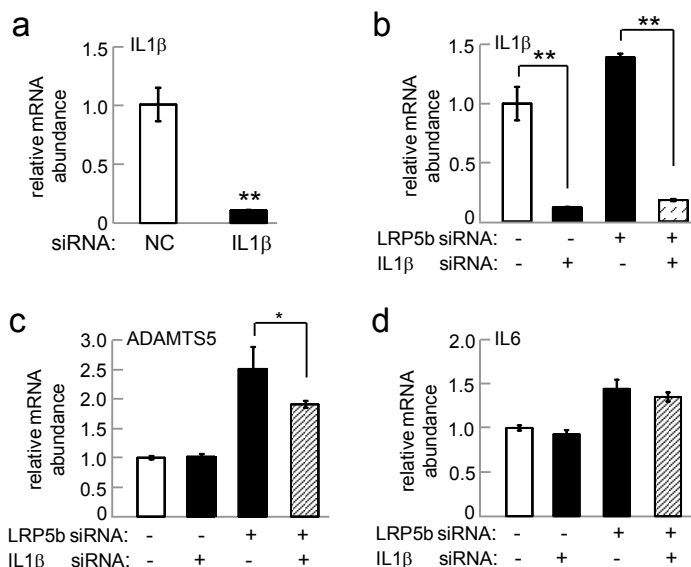 a
IL1β
relative mRNA
abundance
1.5
1.0
0.5
0
**
siRNA: NC IL1β
b
IL1β
relative mRNA
abundance
1.5
1.0
0.5
0
**
**
LRP5b siRNA: - - + +
IL1β siRNA: - + - +
c
ADAMTS5
relative mRNA
abundance
3.0
2.5
2.0
1.5
1.0
0.5
0
*
LRP5b siRNA: - - + +
IL1β siRNA: - + - +
d
IL6
relative mRNA
abundance
2.0
1.5
1.0
0.5
0
LRP5b siRNA: - - + +
IL1β siRNA: - + - +